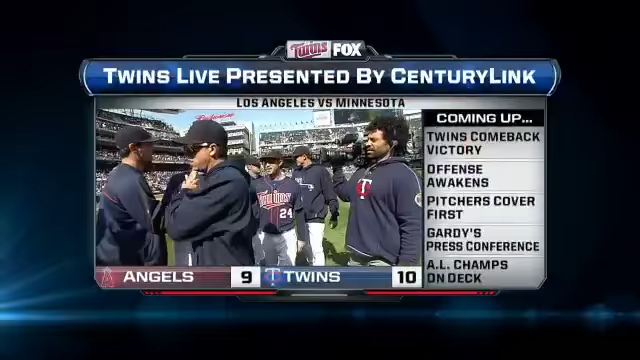 Twins FOX
TWINS LIVE PRESENTED BY CENTURYLINK
LOS ANGELES VS MINNESOTA
COMING UP...
TWINS COMEBACK
VICTORY
OFFENSE
AWAKENS
PITCHERS COVER
FIRST
GARDY'S
PRESS CONFERENCE
A.L. CHAMPS
ON DECK
Budweiser
Twins
24
T
C
A
ANGELS 9 TWINS 10